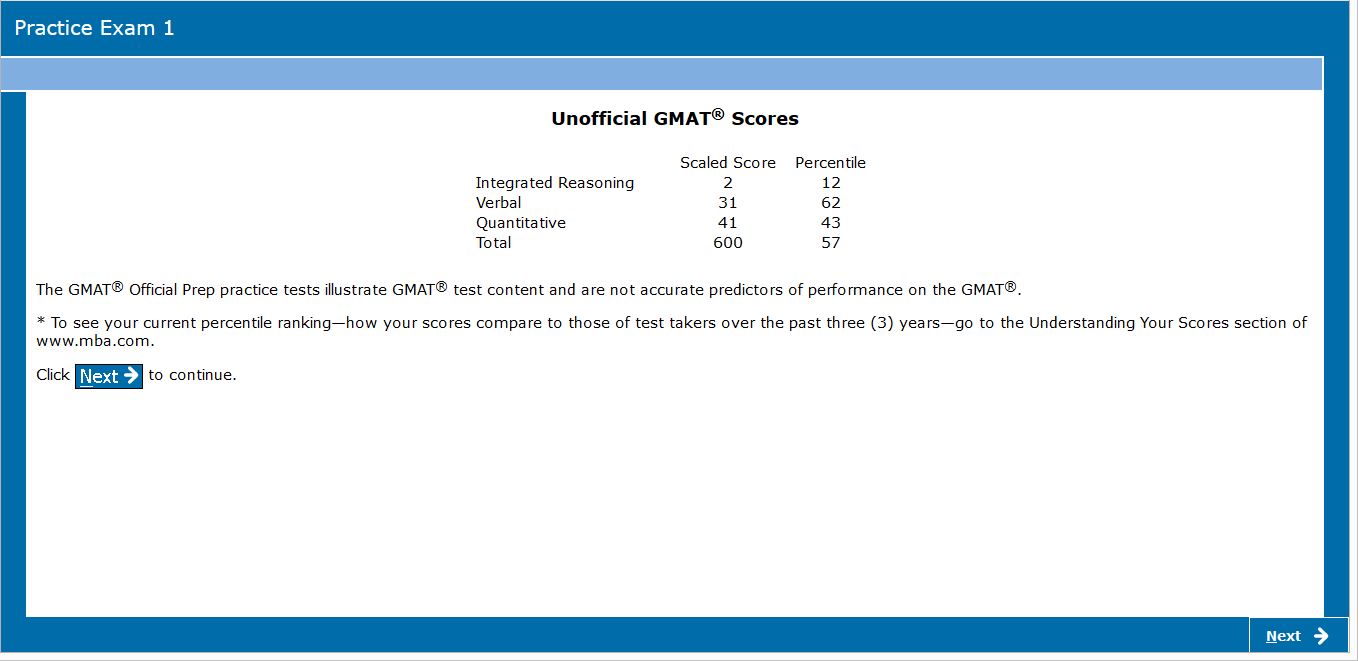 Practice Exam 1
Unofficial GMAT® Scores
Scaled Score Percentile
Integrated Reasoning 2 12
Verbal 31 62
Quantitative 41 43
Total 600 57
The GMAT® Official Prep practice tests illustrate GMAT® test content and are not accurate predictors of performance on the GMAT®.
* To see your current percentile ranking—how your scores compare to those of test takers over the past three (3) years—go to the Understanding Your Scores section of
www.mba.com.
Click Next to continue.
Next